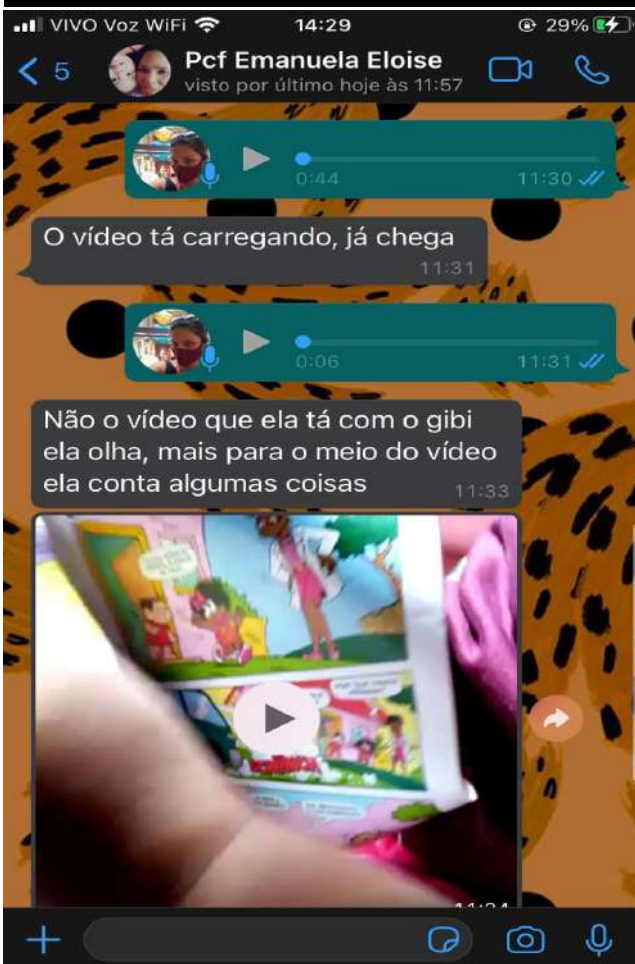 VIVO Voz WiFi 14:29 29%
5 Pcf Emanuela Eloise
visto por último hoje às 11:57
0:44 11:30
O vídeo tá carregando, já chega
11:31
0:06 11:31
Não o vídeo que ela tá com o gibi
ela olha, mais para o meio do vídeo
ela conta algumas coisas 11:33